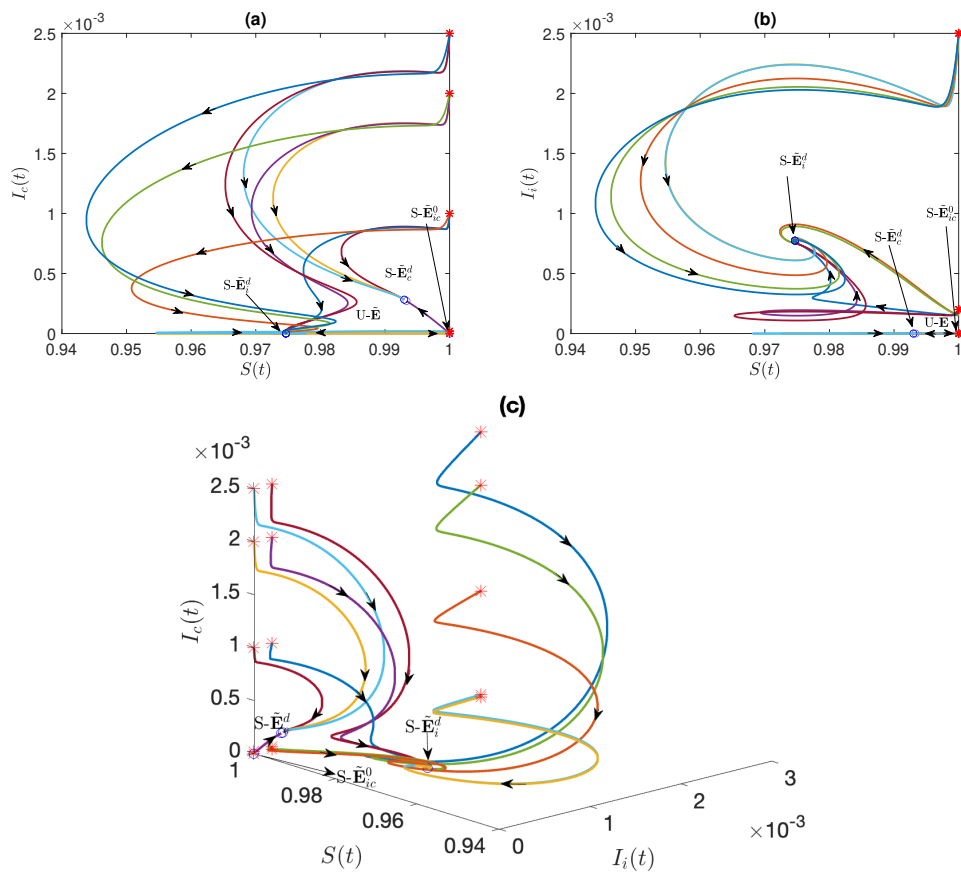 (a)
×10⁻³
2.5
2
1.5
1
0.5
0
I_c(t)
0.94 0.95 0.96 0.97 0.98 0.99 1
S(t)
S-Ẽ_i^d
S-Ẽ_c^d
S-Ẽ_ic^0
U-Ẽ
(b)
×10⁻³
2.5
2
1.5
1
0.5
0
I_i(t)
0.94 0.95 0.96 0.97 0.98 0.99 1
S(t)
S-Ẽ_i^d
S-Ẽ_c^d
S-Ẽ_ic^0
U-Ẽ
(c)
×10⁻³
2.5
2
1.5
1
0.5
0
I_c(t)
1 0.98 0.96 0.94
S(t)
0 1 2 3
×10⁻³
I_i(t)
S-Ẽ_c^d
S-Ẽ_i^d
S-Ẽ_ic^0